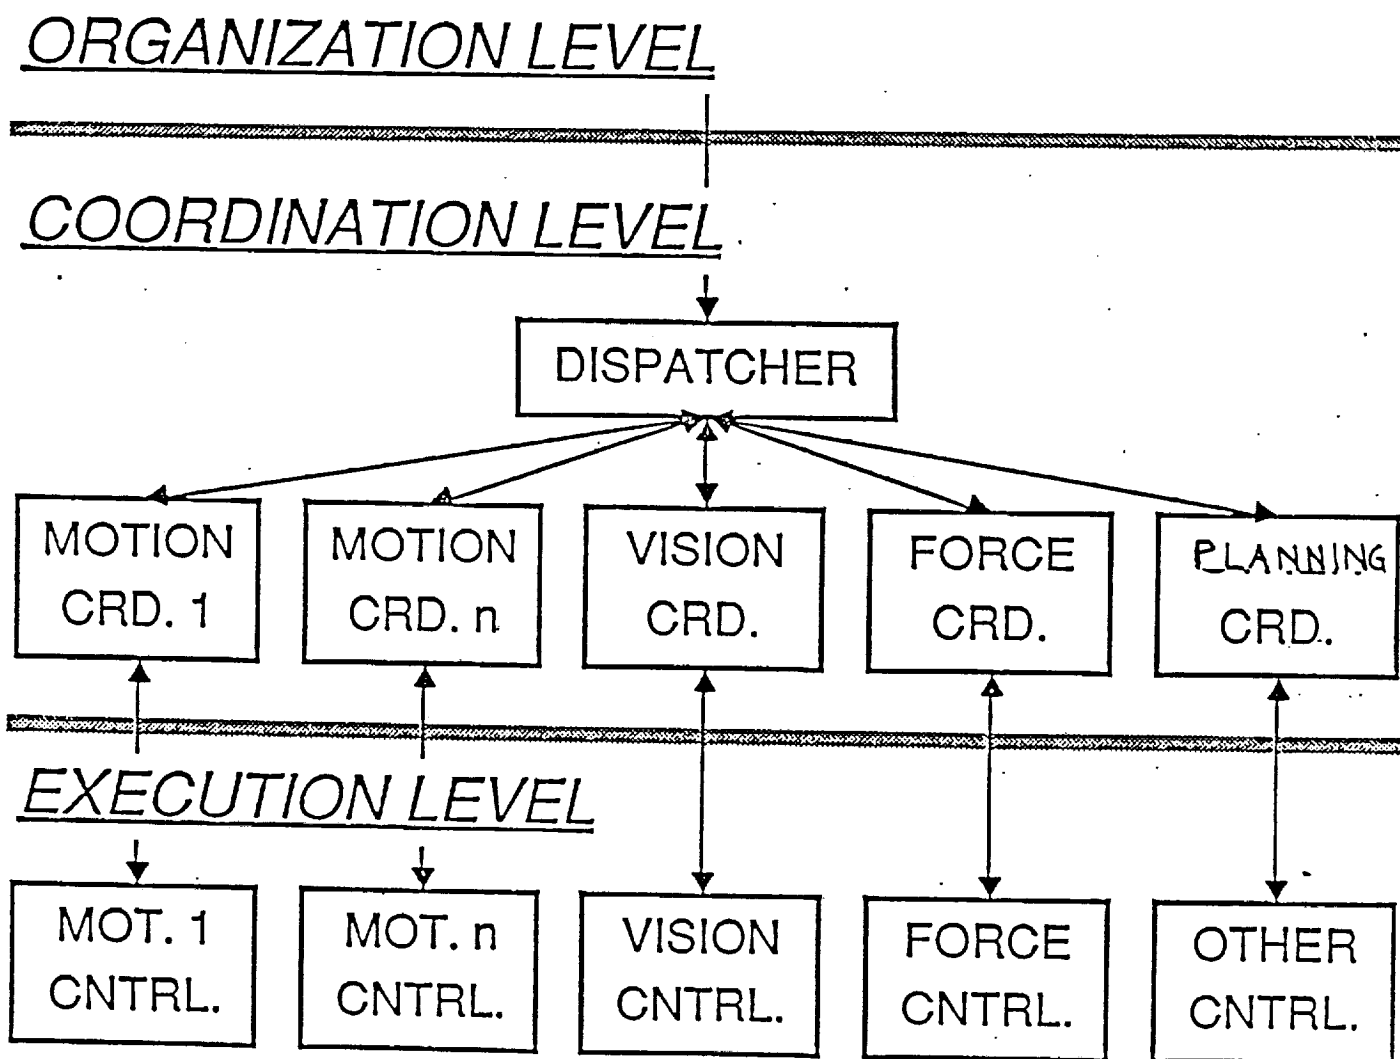 ORGANIZATION LEVEL
COORDINATION LEVEL
DISPATCHER
MOTION
CRD. 1
MOTION
CRD. n
VISION
CRD.
FORCE
CRD.
PLANNING
CRD.
EXECUTION LEVEL
MOT. 1
CNTRL.
MOT. n
CNTRL.
VISION
CNTRL.
FORCE
CNTRL.
OTHER
CNTRL.